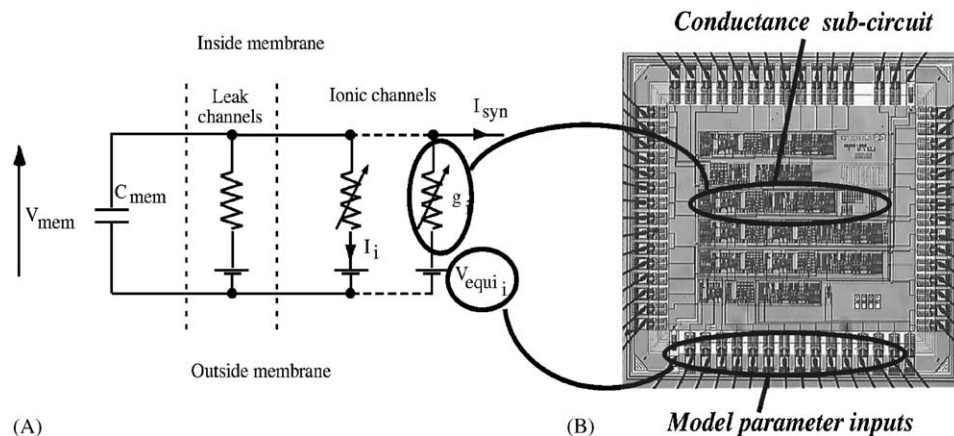 Conductance sub-circuit
Inside membrane
Leak
channels
Ionic channels
I syn
C mem
V mem
g i
I i
V equi i
Outside membrane
(A)
(B)
Model parameter inputs